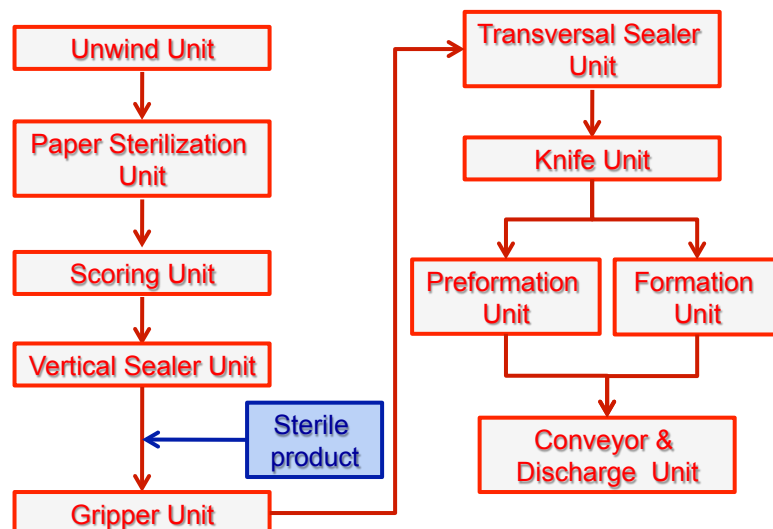 Unwind Unit
Paper Sterilization
Unit
Scoring Unit
Vertical Sealer Unit
Sterile
product
Gripper Unit
Transversal Sealer
Unit
Knife Unit
Preformation
Unit
Formation
Unit
Conveyor &
Discharge Unit